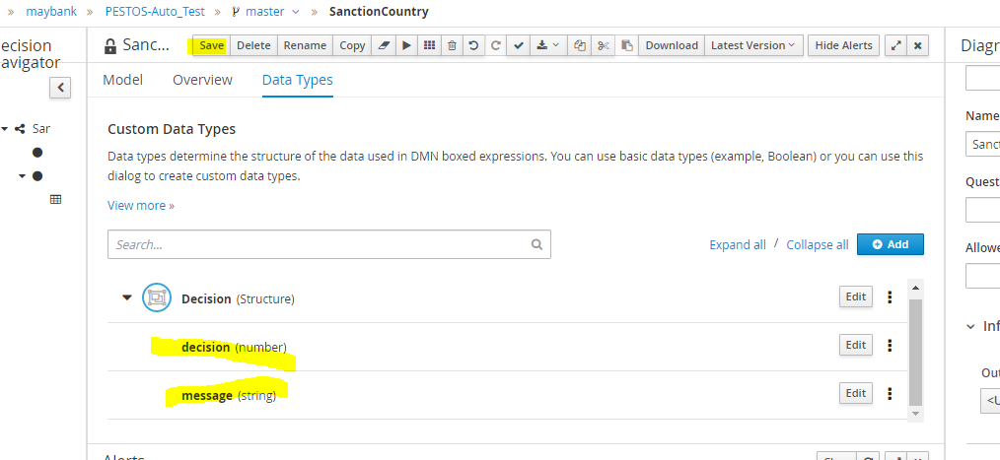 » maybank » PESTOS-Auto_Test » master » SanctionCountry
ecision
avigator
Sar
Sanc... Save Delete Rename Copy Download Latest Version Hide Alerts
Model Overview Data Types
Custom Data Types
Data types determine the structure of the data used in DMN boxed expressions. You can use basic data types (example, Boolean) or you can use this
dialog to create custom data types.
View more »
Search...
Expand all / Collapse all Add
Decision (Structure) Edit
decision (number) Edit
message (string) Edit
Alerts
Diagr
Name
Sanct
Quest
Allowe
Inf
Out
<U